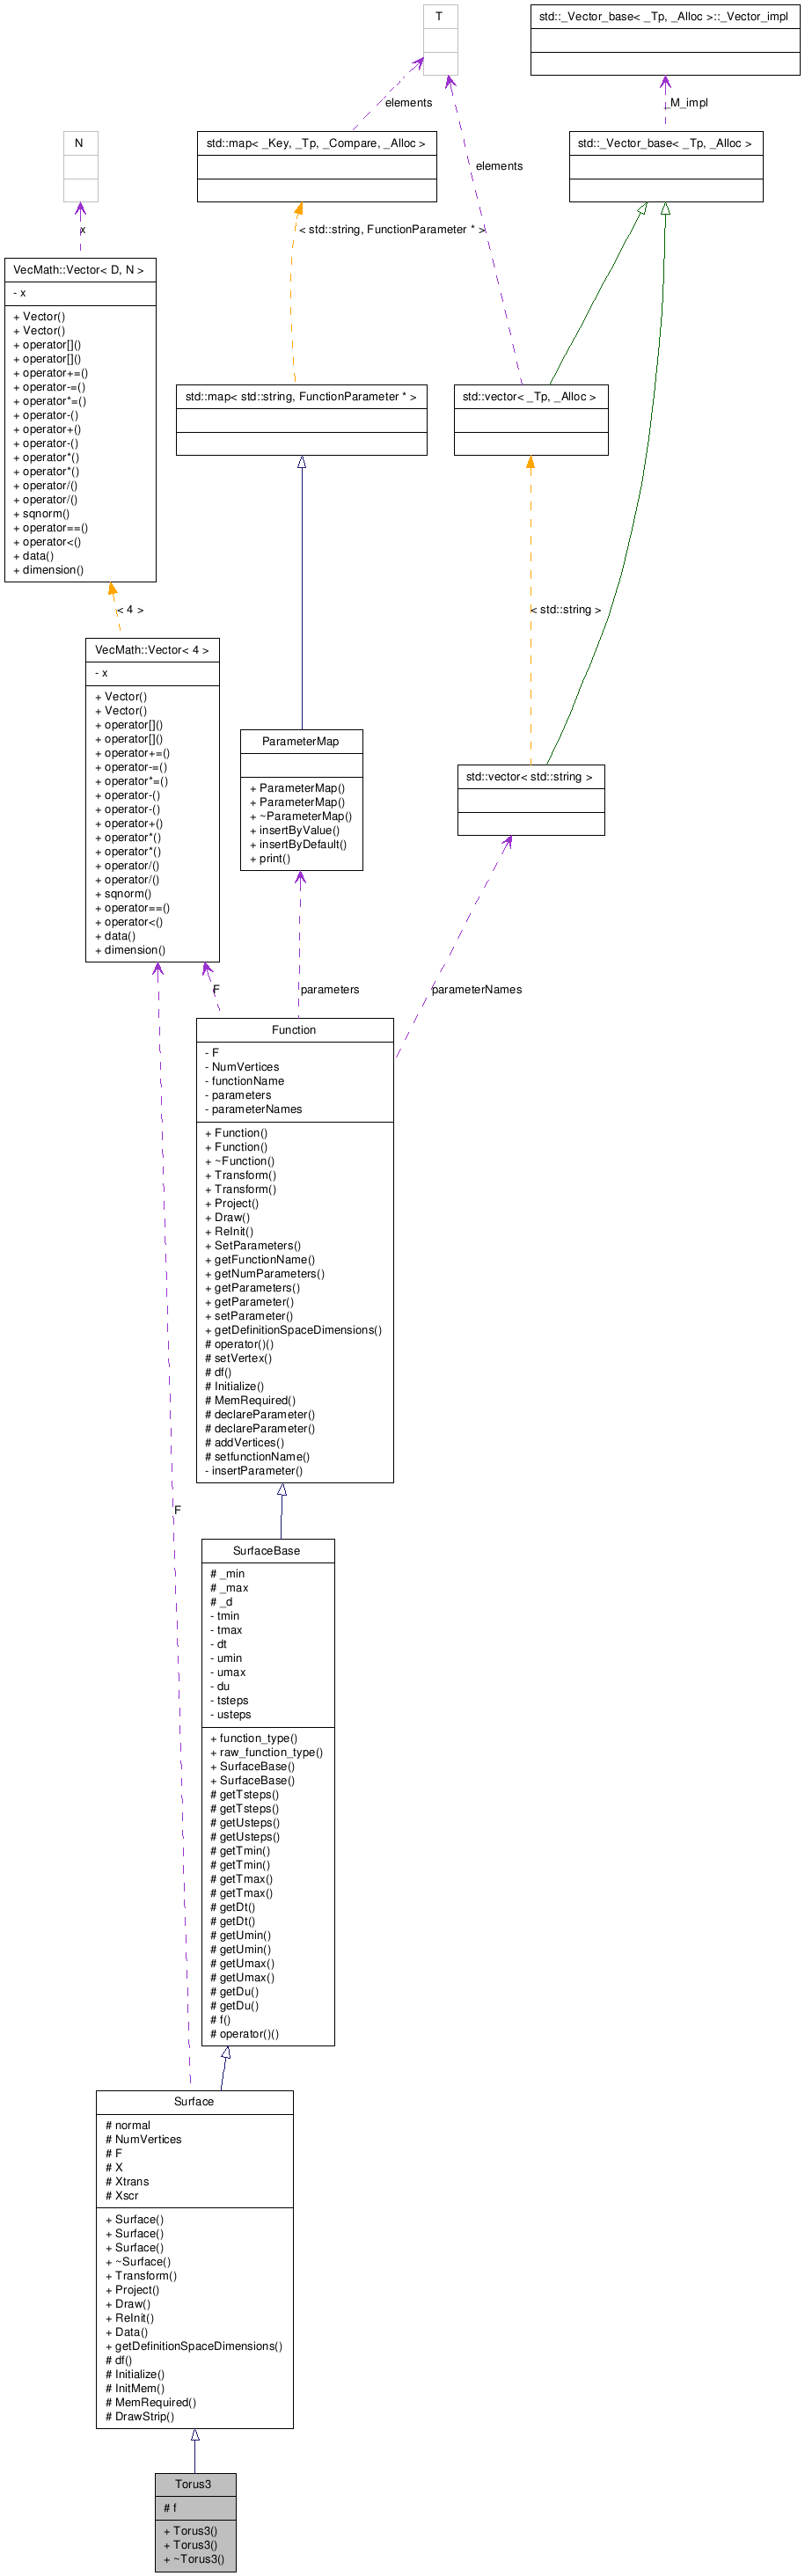 T
std::_Vector_base< _Tp, _Alloc >::_Vector_impl
elements
_M_impl
N
std::map< _Key, _Tp, _Compare, _Alloc >
std::_Vector_base< _Tp, _Alloc >
elements
x
< std::string, FunctionParameter * >
VecMath::Vector< D, N >
- x
+ Vector()
+ Vector()
+ operator[]()
+ operator[]()
+ operator+=()
+ operator-=()
+ operator*=()
+ operator-()
+ operator+()
+ operator-()
+ operator*()
+ operator*()
+ operator/()
+ operator/()
+ sqnorm()
+ operator==()
+ operator<()
+ data()
+ dimension()
std::map< std::string, FunctionParameter * >
std::vector< _Tp, _Alloc >
< 4 >
< std::string >
VecMath::Vector< 4 >
- x
+ Vector()
+ Vector()
+ operator[]()
+ operator[]()
+ operator+=()
+ operator-=()
+ operator*=()
+ operator-()
+ operator-()
+ operator+()
+ operator*()
+ operator*()
+ operator/()
+ operator/()
+ sqnorm()
+ operator==()
+ operator<()
+ data()
+ dimension()
ParameterMap
+ ParameterMap()
+ ParameterMap()
+ ~ParameterMap()
+ insertByValue()
+ insertByDefault()
+ print()
std::vector< std::string >
F
parameters
parameterNames
Function
- F
- NumVertices
- functionName
- parameters
- parameterNames
+ Function()
+ Function()
+ ~Function()
+ Transform()
+ Transform()
+ Project()
+ Draw()
+ ReInit()
+ SetParameters()
+ getFunctionName()
+ getNumParameters()
+ getParameters()
+ getParameter()
+ setParameter()
+ getDefinitionSpaceDimensions()
# operator()()
# setVertex()
# df()
# Initialize()
# MemRequired()
# declareParameter()
# declareParameter()
# addVertices()
# setfunctionName()
- insertParameter()
F
SurfaceBase
# _min
# _max
# _d
- tmin
- tmax
- dt
- umin
- umax
- du
- tsteps
- usteps
+ function_type()
+ raw_function_type()
+ SurfaceBase()
+ SurfaceBase()
# getTsteps()
# getTsteps()
# getUsteps()
# getUsteps()
# getTmin()
# getTmin()
# getTmax()
# getTmax()
# getDt()
# getDt()
# getUmin()
# getUmin()
# getUmax()
# getUmax()
# getDu()
# getDu()
# f()
# operator()()
Surface
# normal
# NumVertices
# F
# X
# Xtrans
# Xscr
+ Surface()
+ Surface()
+ Surface()
+ ~Surface()
+ Transform()
+ Project()
+ Draw()
+ ReInit()
+ Data()
+ getDefinitionSpaceDimensions()
# df()
# Initialize()
# InitMem()
# MemRequired()
# DrawStrip()
Torus3
# f
+ Torus3()
+ Torus3()
+ ~Torus3()